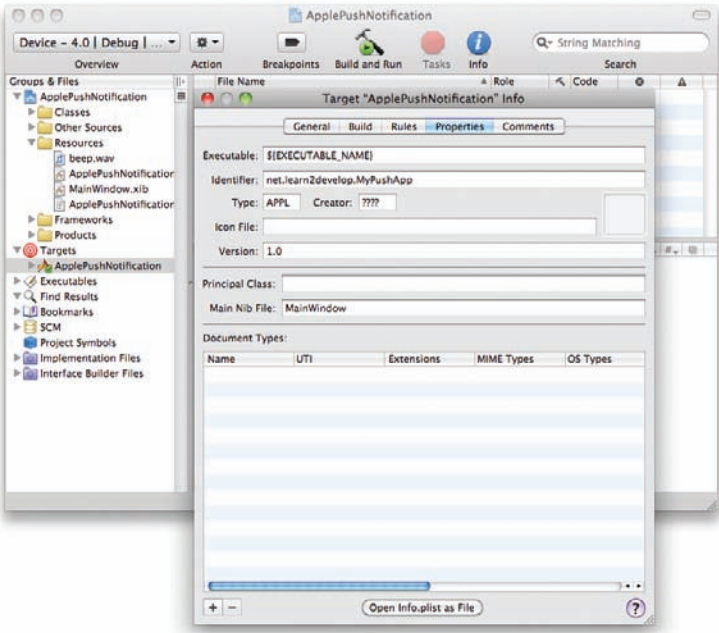 ApplePushNotification
Device - 4.0 | Debug | ...
Overview
Action
Breakpoints
Build and Run
Tasks
Info
String Matching
Search
Groups & Files
File Name
Role
Code
ApplePushNotification
Classes
Other Sources
Resources
beep.wav
ApplePushNotification
MainWindow.xib
ApplePushNotification
Frameworks
Products
Targets
ApplePushNotification
Executables
Find Results
Bookmarks
SCM
Project Symbols
Implementation Files
Interface Builder Files
Target "ApplePushNotification" Info
General Build Rules Properties Comments
Executable: ${EXECUTABLE_NAME}
Identifier: net.learn2develop.MyPushApp
Type: APPL Creator: ????
Icon File:
Version: 1.0
Principal Class:
Main Nib File: MainWindow
Document Types:
Name UTI Extensions MIME Types OS Types
+ −
Open Info.plist as File
?